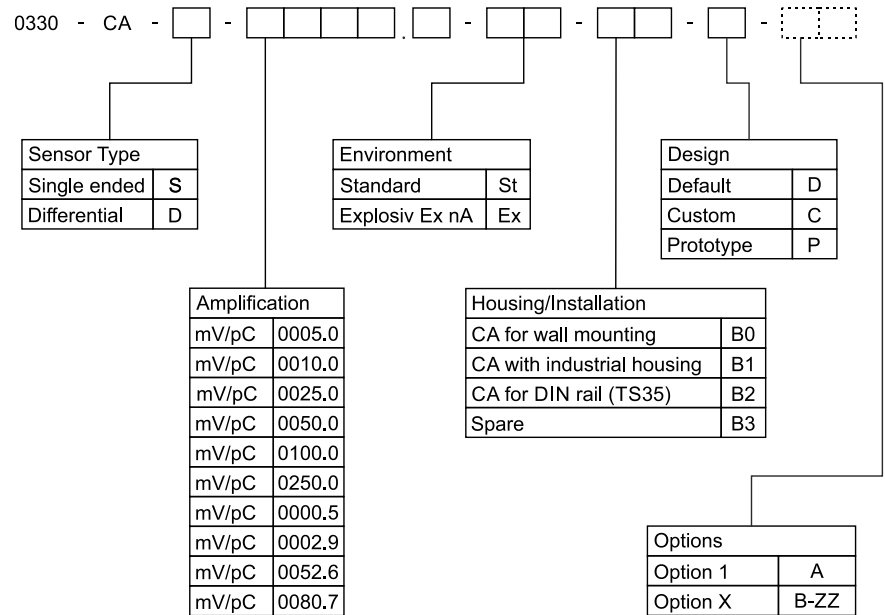 0330 - CA - - . - - - -
Sensor Type
Single ended S
Differential D
Environment
Standard St
Explosiv Ex nA Ex
Design
Default D
Custom C
Prototype P
Amplification
mV/pC 0005.0
mV/pC 0010.0
mV/pC 0025.0
mV/pC 0050.0
mV/pC 0100.0
mV/pC 0250.0
mV/pC 0000.5
mV/pC 0002.9
mV/pC 0052.6
mV/pC 0080.7
Housing/Installation
CA for wall mounting B0
CA with industrial housing B1
CA for DIN rail (TS35) B2
Spare B3
Options
Option 1 A
Option X B-ZZ